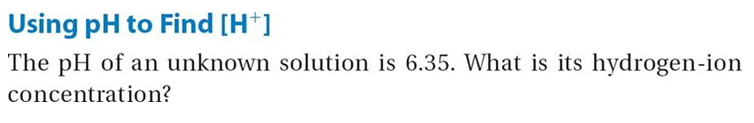 Using pH to Find [H⁺]
The pH of an unknown solution is 6.35. What is its hydrogen-ion
concentration?